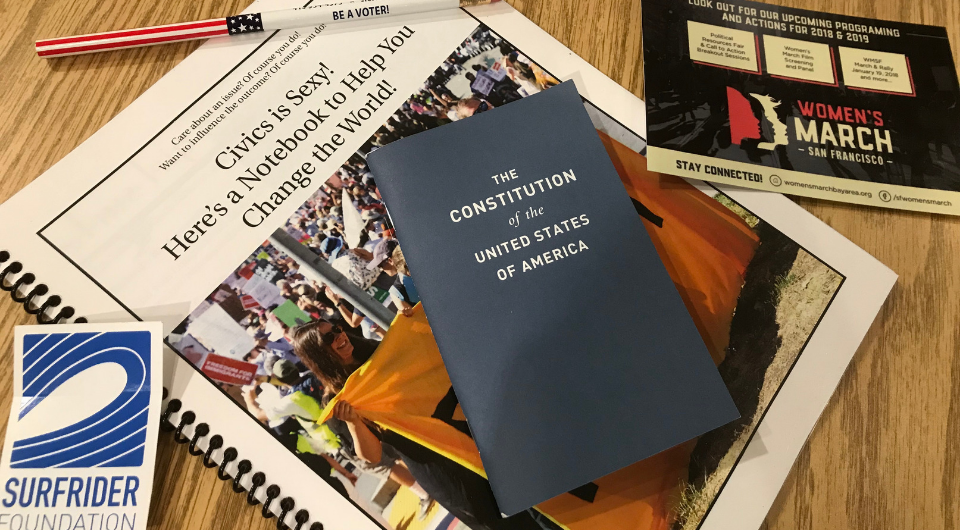 BE A VOTER!
Care about an issue? Of course you do!
Want to influence the outcome? Of course you do!
Civics is Sexy!
Here's a Notebook to Help You
Change the World!
THE
CONSTITUTION
of the
UNITED STATES
OF AMERICA
LOOK OUT FOR OUR UPCOMING PROGRAMING
AND ACTIONS FOR 2018 & 2019
Political
Resources Fair
& Call to Action
Breakout Sessions
Women's
March Film
Screening
and Panel
WMSF
March & Rally
January 19, 2018
and more...
WOMEN'S
MARCH
- SAN FRANCISCO -
STAY CONNECTED!
womensmarchbayarea.org
/sfwomensmarch
FREEDOM FOR
IMMIGRANTS
SURFRIDER
FOUNDATION